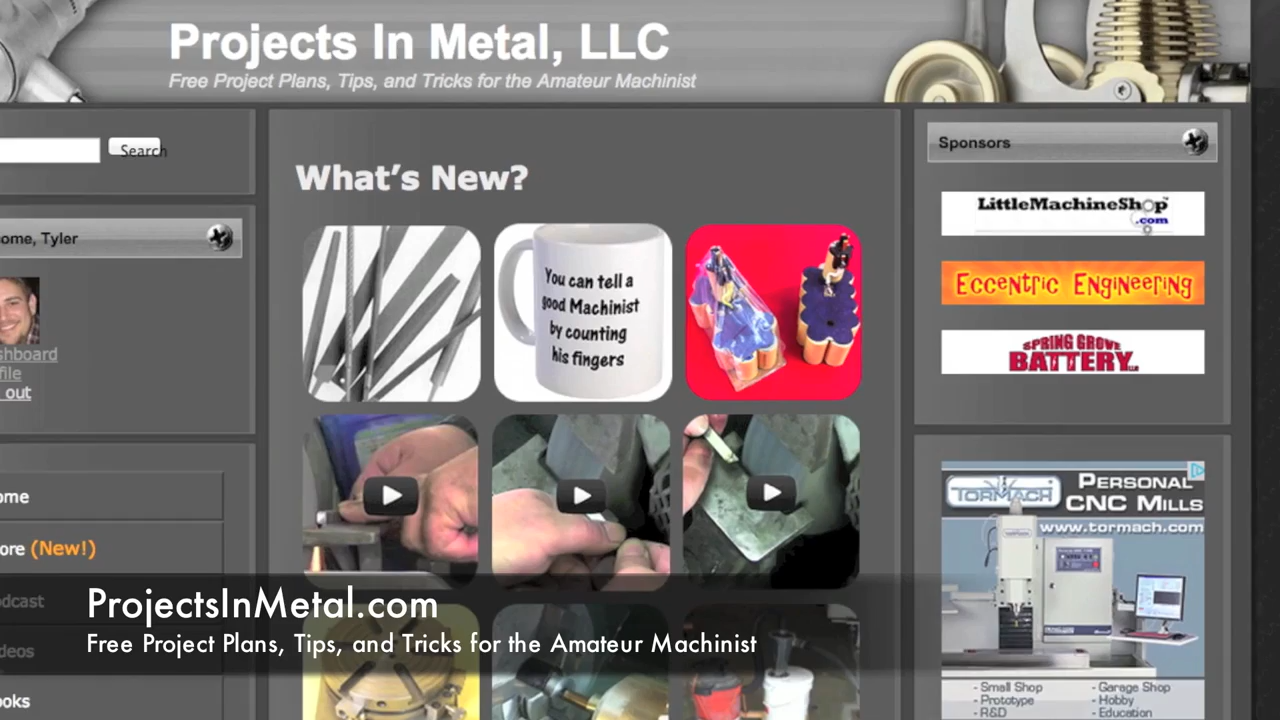 Projects In Metal, LLC
Free Project Plans, Tips, and Tricks for the Amateur Machinist
Search
ome, Tyler
shboard
file
out
ome
ore (New!)
dcast
deos
ooks
What's New?
You can tell a
good Machinist
by counting
his fingers
Sponsors
LittleMachineShop
.com
Eccentric Engineering
SPRING GROVE
BATTERY LLC
TORMACH
PERSONAL
CNC MILLS
www.tormach.com
- Small Shop
- Prototype
- R&D
- Garage Shop
- Hobby
- Education
ProjectsInMetal.com
Free Project Plans, Tips, and Tricks for the Amateur Machinist